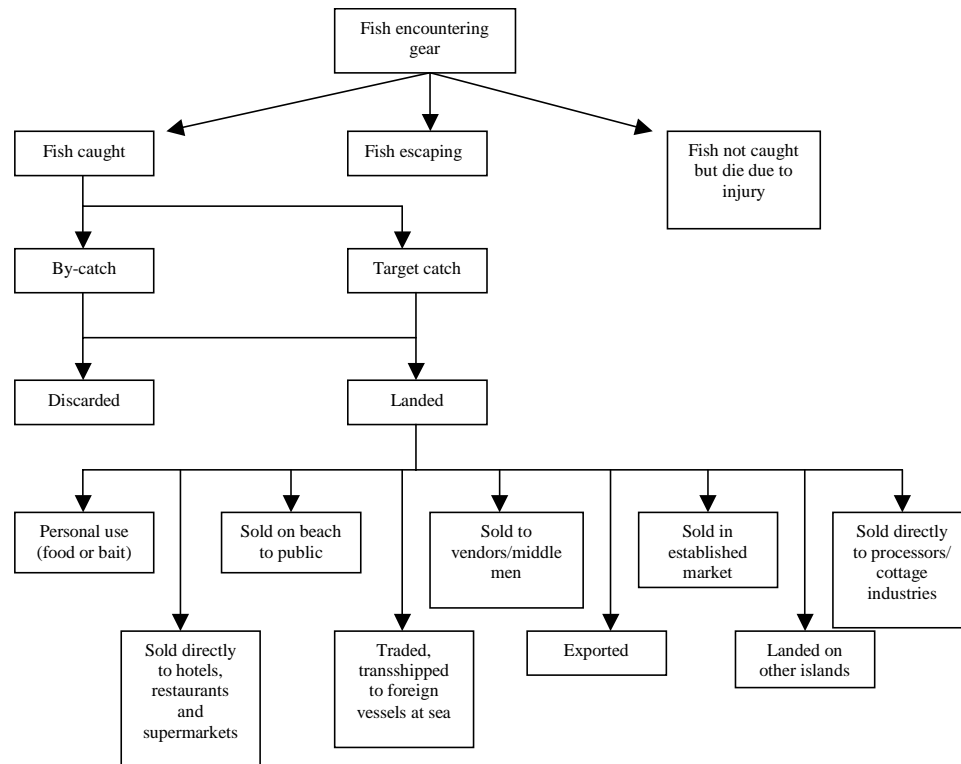 Fish encountering
gear
Fish caught
Fish escaping
Fish not caught
but die due to
injury
By-catch
Target catch
Discarded
Landed
Personal use
(food or bait)
Sold on beach
to public
Sold to
vendors/middle
men
Sold in
established
market
Sold directly
to processors/
cottage
industries
Sold directly
to hotels,
restaurants
and
supermarkets
Traded,
transshipped
to foreign
vessels at sea
Exported
Landed on
other islands